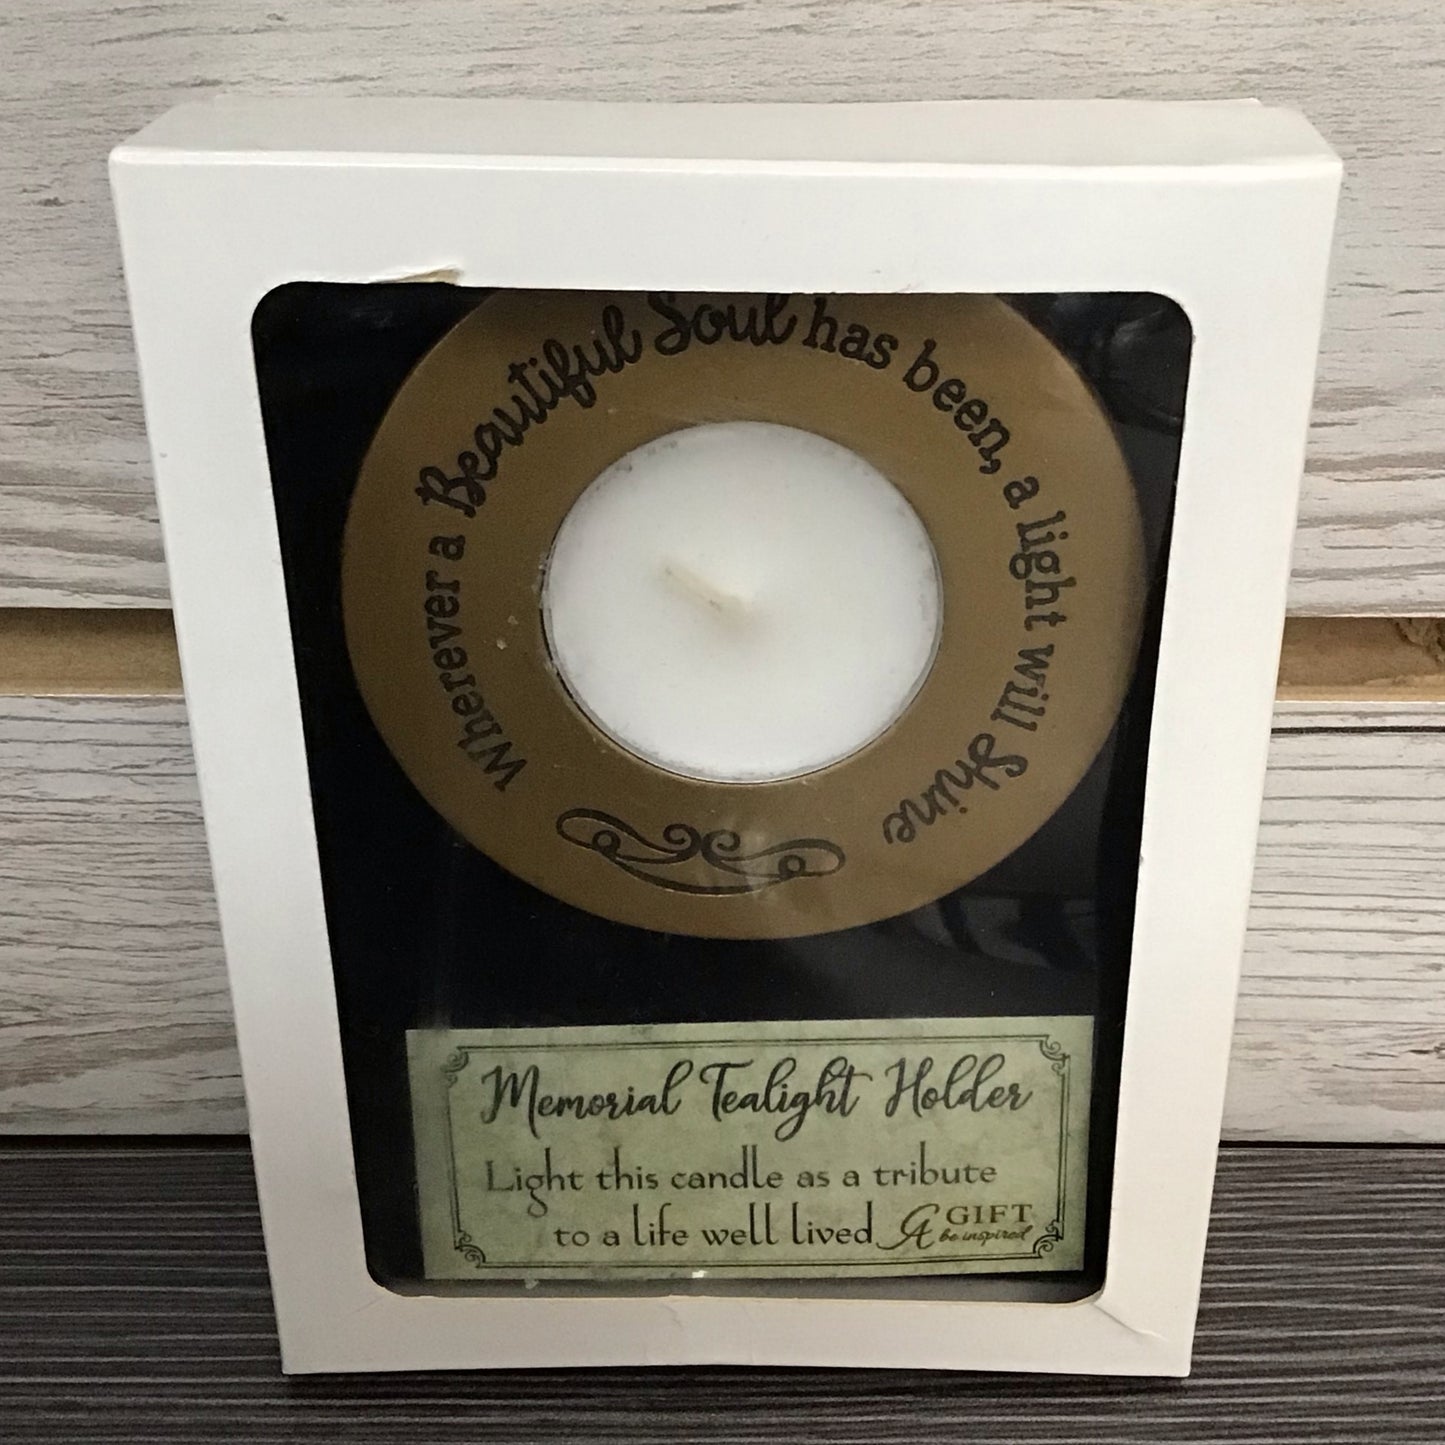 Wherever a Beautiful Soul has been, a light will Shine
Memorial Tealight Holder
Light this candle as a tribute
to a life well lived
GIFT
be inspired